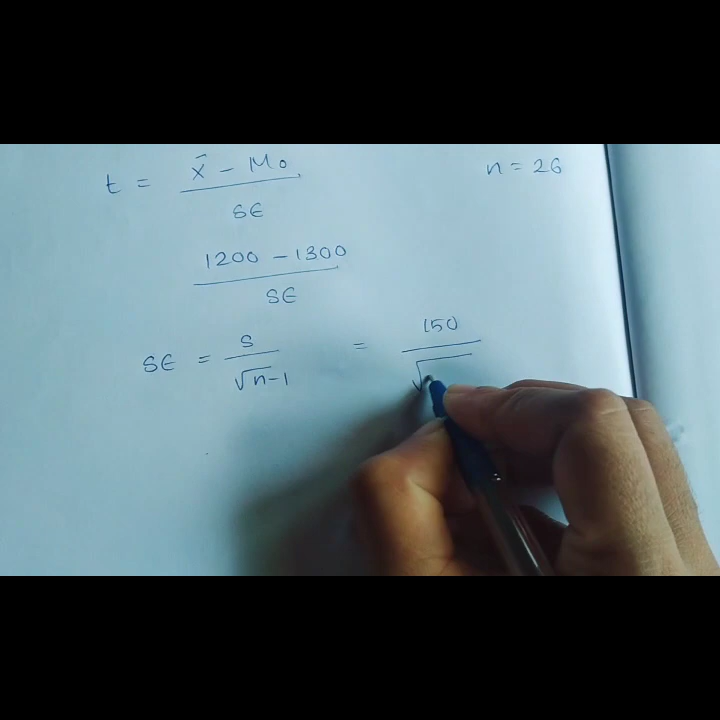 t = x̄ - M0 / SE n = 26
1200 - 1300 / SE
SE = S / √n-1 = 150 / √